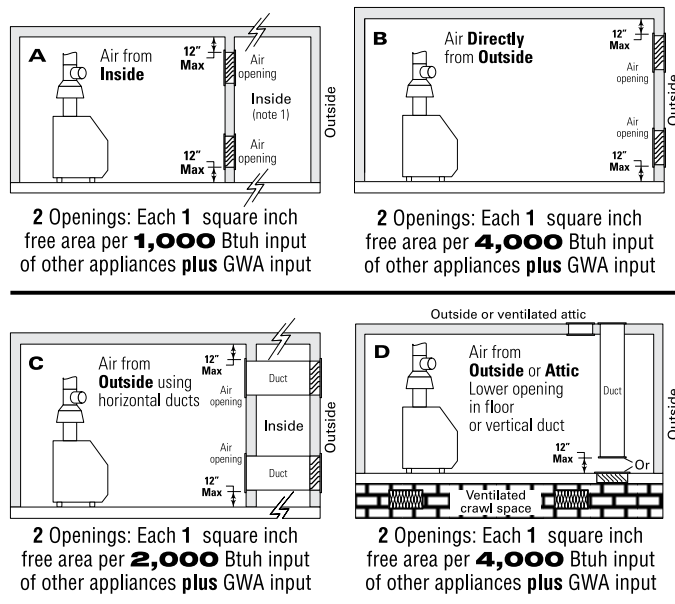 A
Air from
Inside
12"
Max
Air
opening
Inside
(note 1)
Air
opening
12"
Max
Outside
2 Openings: Each 1 square inch
free area per 1,000 Btuh input
of other appliances plus GWA input
B
Air Directly
from Outside
12"
Max
Air
opening
Air
opening
12"
Max
Outside
2 Openings: Each 1 square inch
free area per 4,000 Btuh input
of other appliances plus GWA input
C
Air from
Outside using
horizontal ducts
12"
Max
Air
opening
Duct
Inside
Air
opening
Duct
12"
Max
Outside
2 Openings: Each 1 square inch
free area per 2,000 Btuh input
of other appliances plus GWA input
Outside or ventilated attic
D
Air from
Outside or Attic
Lower opening
in floor
or vertical duct
Duct
12"
Max
Or
Outside
Ventilated
crawl space
2 Openings: Each 1 square inch
free area per 4,000 Btuh input
of other appliances plus GWA input